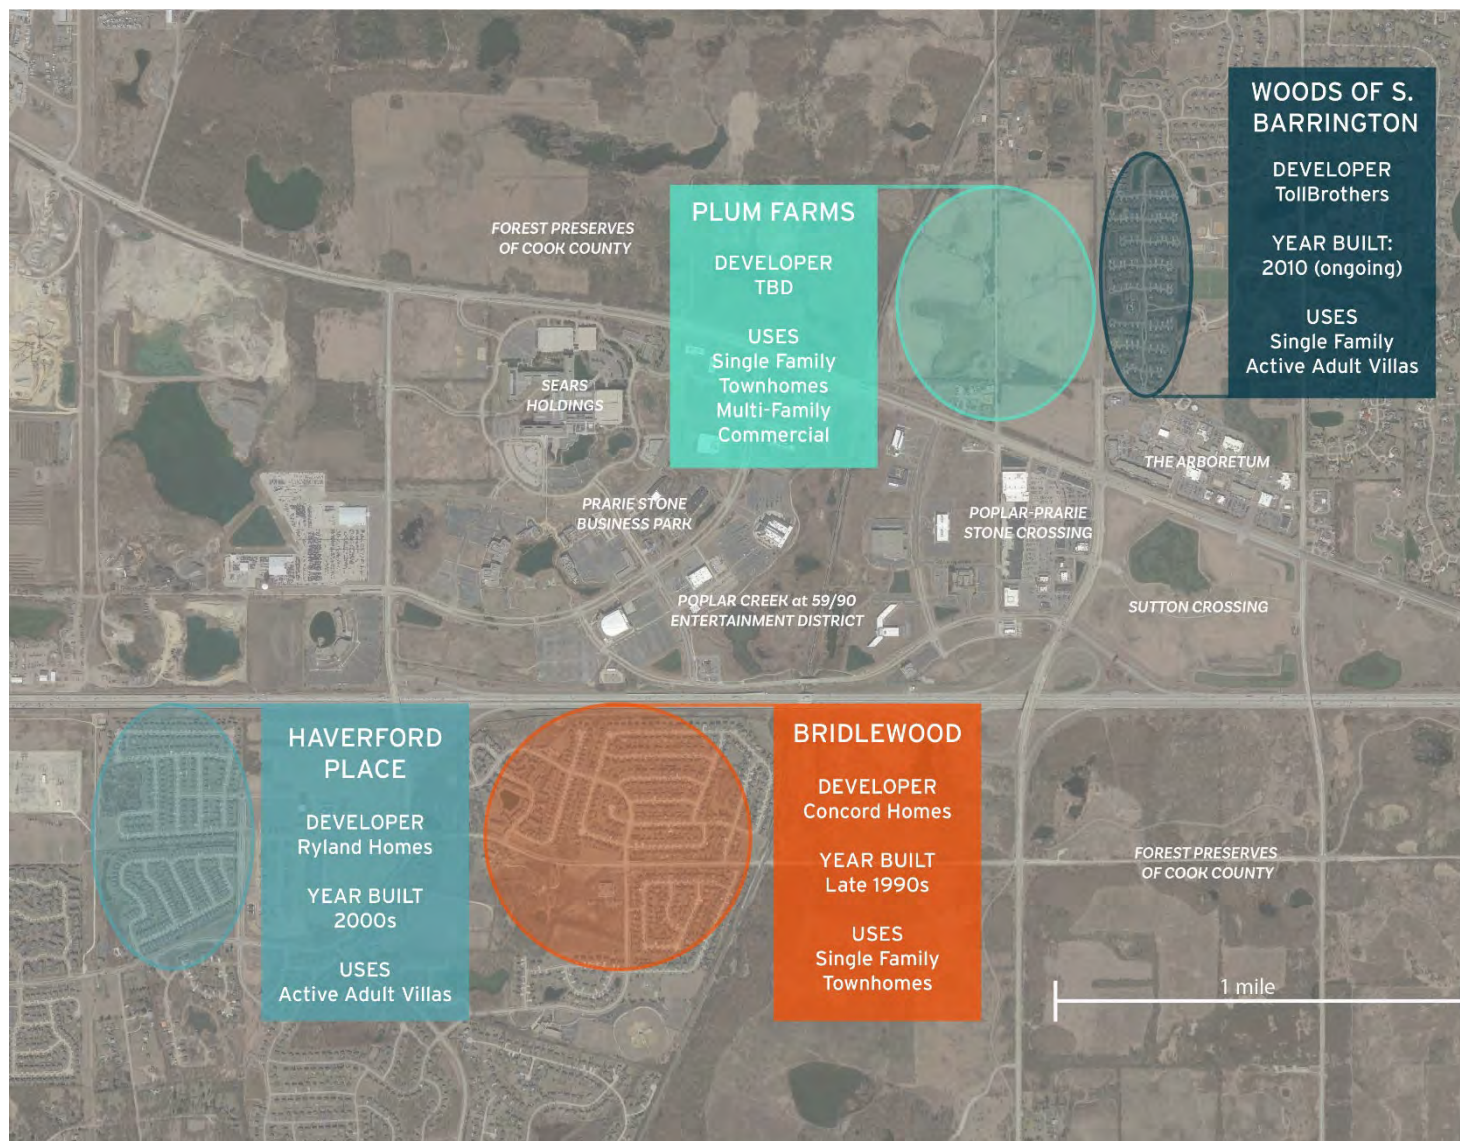 WOODS OF S.
BARRINGTON
DEVELOPER
TollBrothers
YEAR BUILT:
2010 (ongoing)
USES
Single Family
Active Adult Villas
PLUM FARMS
DEVELOPER
TBD
USES
Single Family
Townhomes
Multi-Family
Commercial
FOREST PRESERVES
OF COOK COUNTY
SEARS
HOLDINGS
THE ARBORETUM
PRARIE STONE
BUSINESS PARK
POPLAR-PRARIE
STONE CROSSING
POPLAR CREEK at 59/90
ENTERTAINMENT DISTRICT
SUTTON CROSSING
HAVERFORD
PLACE
DEVELOPER
Ryland Homes
YEAR BUILT
2000s
USES
Active Adult Villas
BRIDLEWOOD
DEVELOPER
Concord Homes
YEAR BUILT
Late 1990s
USES
Single Family
Townhomes
FOREST PRESERVES
OF COOK COUNTY
1 mile